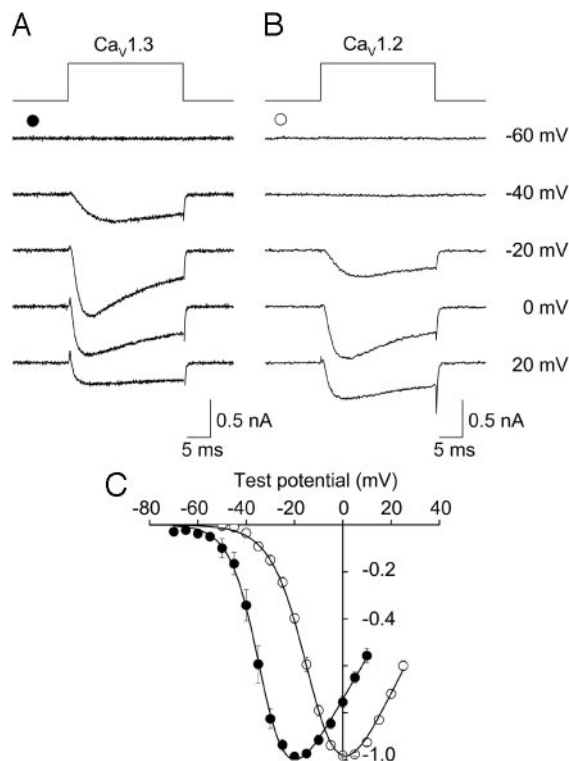 A
B
Cav1.3
Cav1.2
-60 mV
-40 mV
-20 mV
0 mV
20 mV
0.5 nA
5 ms
0.5 nA
5 ms
C
Test potential (mV)
-80 -60 -40 -20 0 20 40
-0.2
-0.4
-1.0